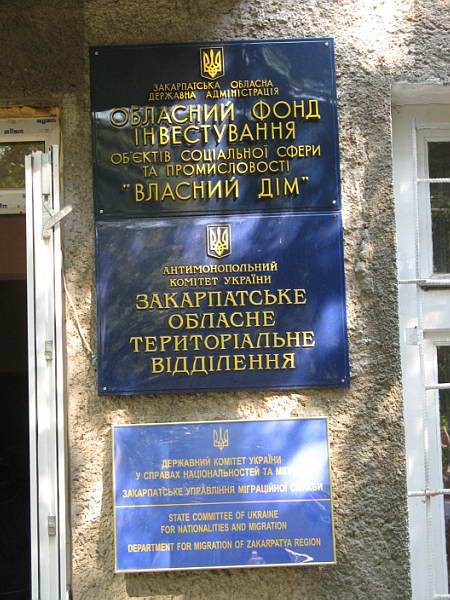 ЗАКАРПАТСЬКА ОБЛАСНА
ДЕРЖАВНА АДМІНІСТРАЦІЯ
ОБЛАСНИЙ ФОНД
ІНВЕСТУВАННЯ
ОБ'ЄКТІВ СОЦІАЛЬНОЇ СФЕРИ
ТА ПРОМИСЛОВОСТІ
"ВЛАСНИЙ ДІМ"
АНТИМОНОПОЛЬНИЙ
КОМІТЕТ УКРАЇНИ
ЗАКАРПАТСЬКЕ
ОБЛАСНЕ
ТЕРИТОРІАЛЬНЕ
ВІДДІЛЕННЯ
ДЕРЖАВНИЙ КОМІТЕТ УКРАЇНИ
У СПРАВАХ НАЦІОНАЛЬНОСТЕЙ ТА МІГРАЦІЇ
ЗАКАРПАТСЬКЕ УПРАВЛІННЯ МІГРАЦІЙНОЇ СЛУЖБИ
STATE COMMITTEE OF UKRAINE
FOR NATIONALITIES AND MIGRATION
DEPARTMENT FOR MIGRATION OF ZAKARPATYA REGION